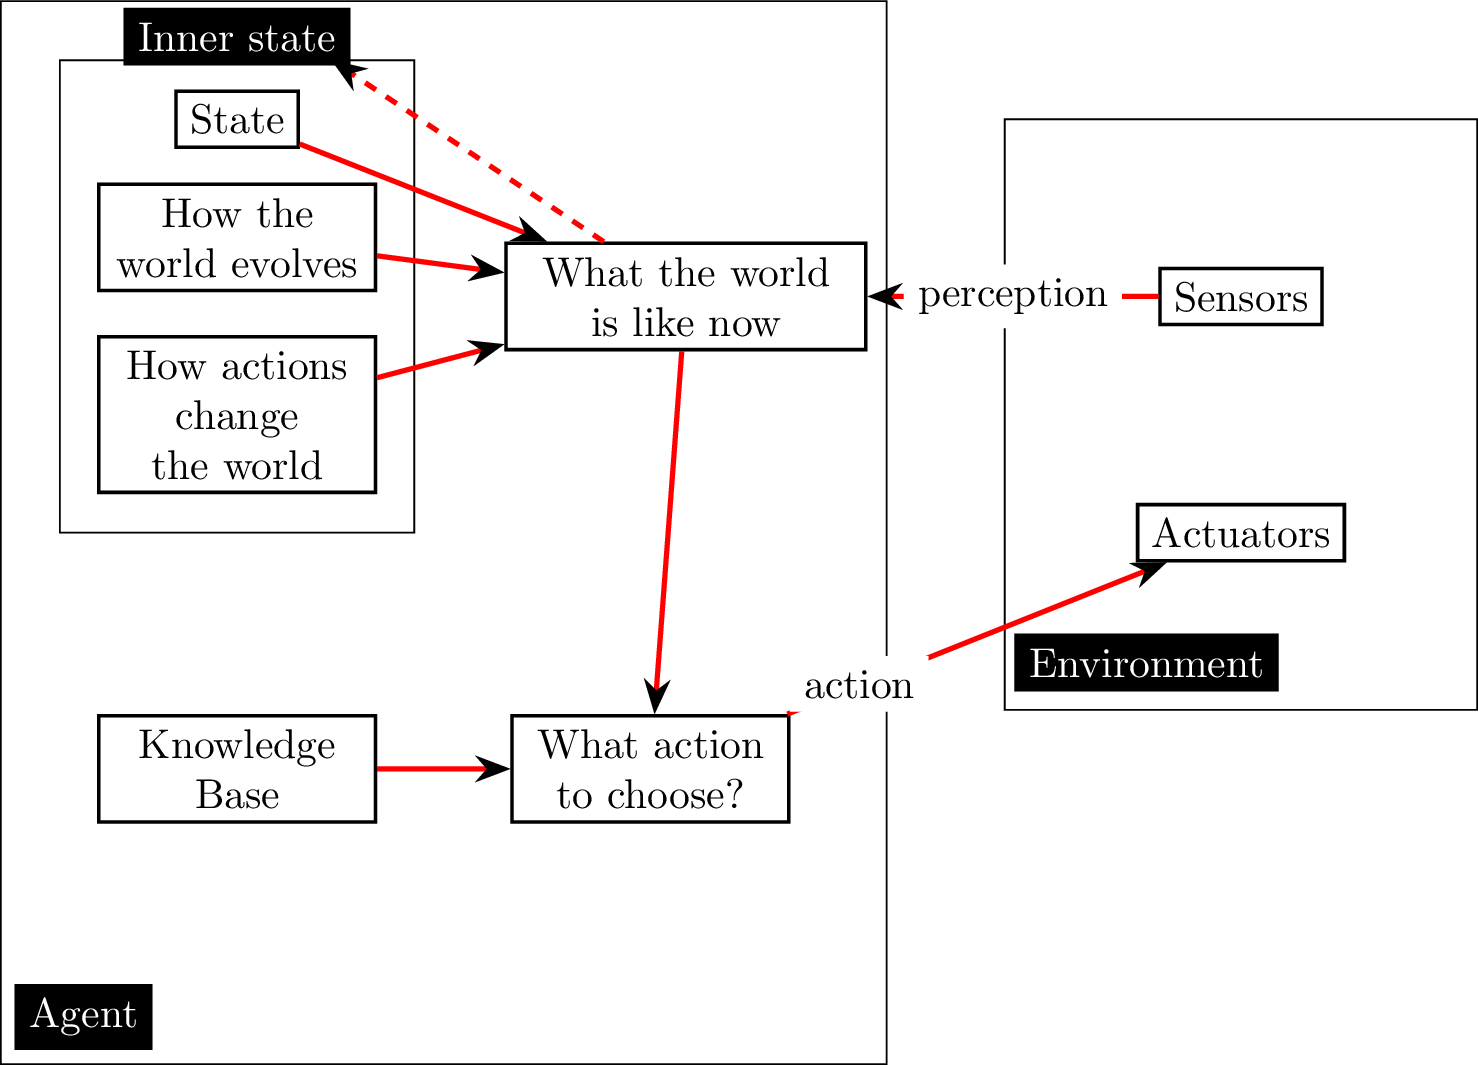 Inner state
State
How the
world evolves
How actions
change
the world
What the world
is like now
perception
Sensors
Actuators
Environment
action
Knowledge
Base
What action
to choose?
Agent